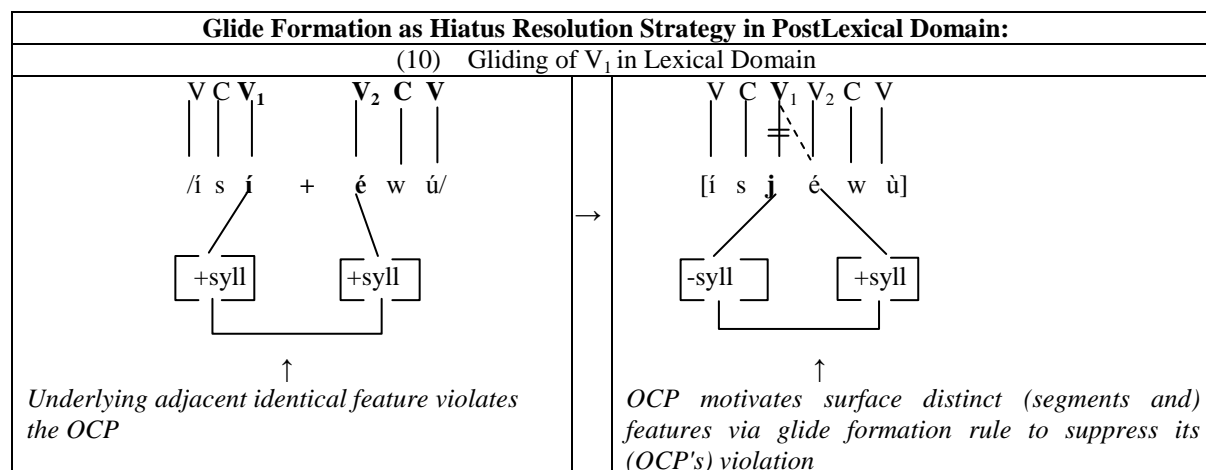 Glide Formation as Hiatus Resolution Strategy in PostLexical Domain:
(10) Gliding of V₁ in Lexical Domain
V C V₁ V₂ C V
/í s í + é w ú/
+syll +syll
↑
Underlying adjacent identical feature violates
the OCP
→
V C V₁ V₂ C V
[í s j é w ù]
-syll +syll
↑
OCP motivates surface distinct (segments and)
features via glide formation rule to suppress its
(OCP's) violation